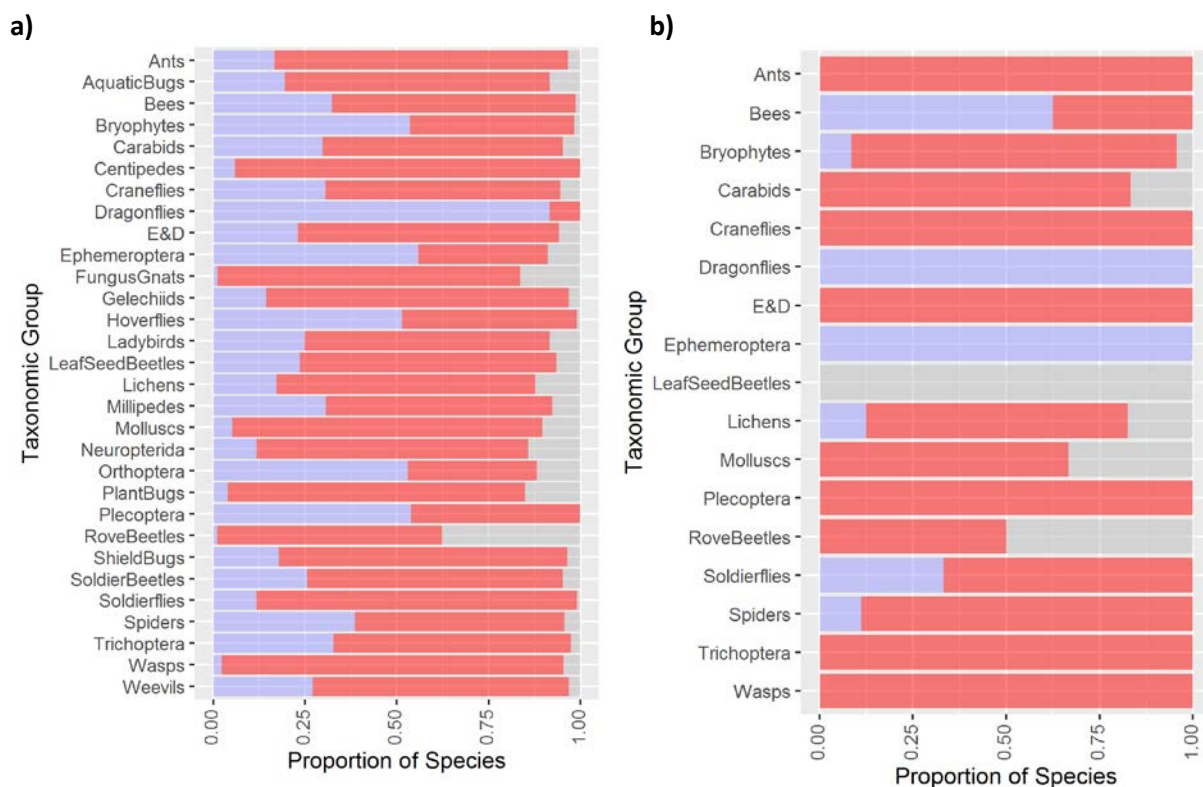 a)
Taxonomic Group
Ants
AquaticBugs
Bees
Bryophytes
Carabids
Centipedes
Craneflies
Dragonflies
E&D
Ephemeroptera
FungusGnats
Gelechiids
Hoverflies
Ladybirds
LeafSeedBeetles
Lichens
Millipedes
Molluscs
Neuropterida
Orthoptera
PlantBugs
Plecoptera
RoveBeetles
ShieldBugs
SoldierBeetles
Soldierflies
Spiders
Trichoptera
Wasps
Weevils
0.00 0.25 0.50 0.75 1.00
Proportion of Species
b)
Taxonomic Group
Ants
Bees
Bryophytes
Carabids
Craneflies
Dragonflies
E&D
Ephemeroptera
LeafSeedBeetles
Lichens
Molluscs
Plecoptera
RoveBeetles
Soldierflies
Spiders
Trichoptera
Wasps
0.00 0.25 0.50 0.75 1.00
Proportion of Species